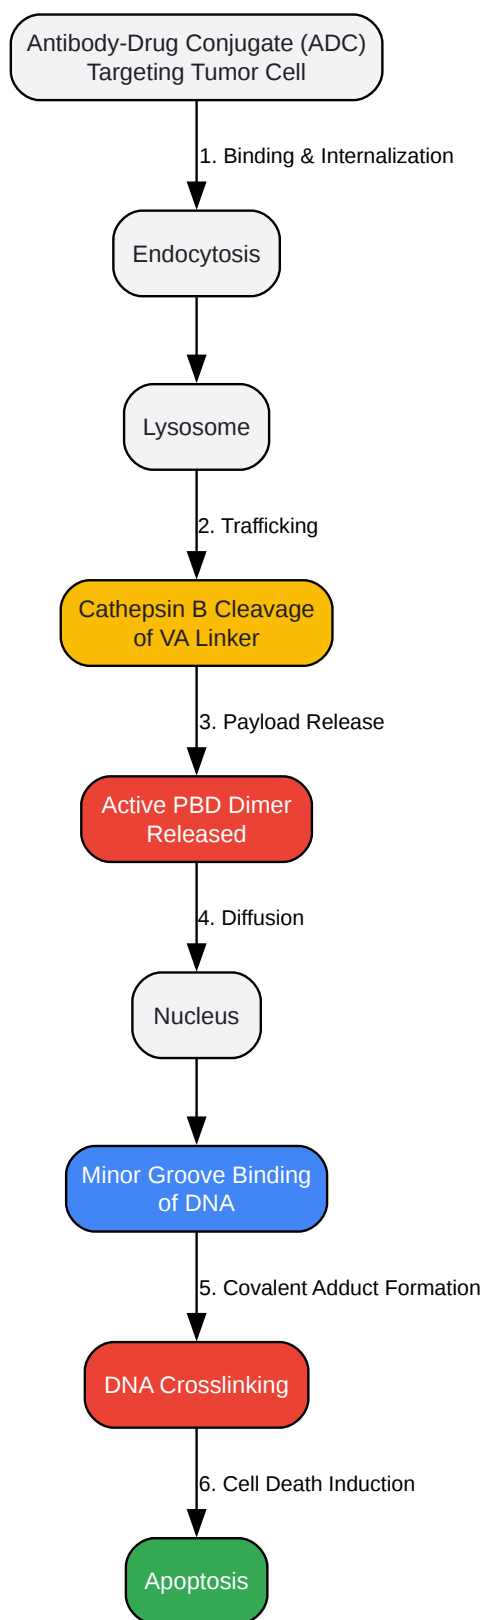 Antibody-Drug Conjugate (ADC)
Targeting Tumor Cell
1. Binding & Internalization
Endocytosis
Lysosome
2. Trafficking
Cathepsin B Cleavage
of VA Linker
3. Payload Release
Active PBD Dimer
Released
4. Diffusion
Nucleus
Minor Groove Binding
of DNA
5. Covalent Adduct Formation
DNA Crosslinking
6. Cell Death Induction
Apoptosis